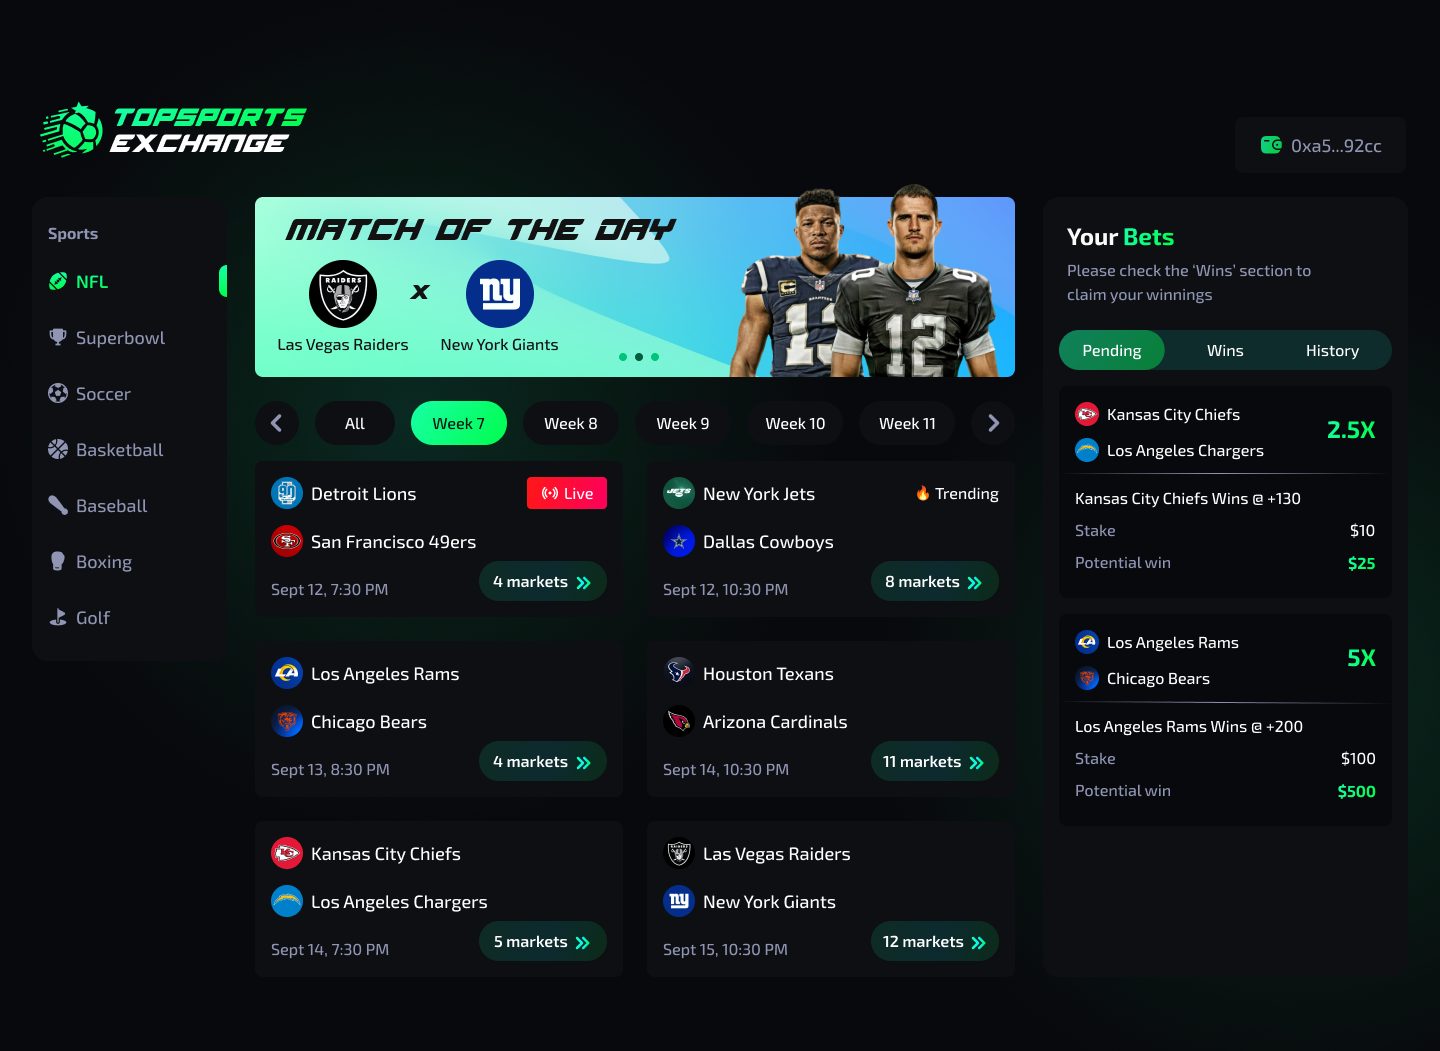 TOPSPORTS
EXCHANGE
0xa5...92cc
Sports
NFL
Superbowl
Soccer
Basketball
Baseball
Boxing
Golf
MATCH OF THE DAY
RAIDERS
x
ny
Las Vegas Raiders
New York Giants
C
12
All
Week 7
Week 8
Week 9
Week 10
Week 11
Detroit Lions
Live
San Francisco 49ers
Sept 12, 7:30 PM
4 markets
JETS
New York Jets
🔥 Trending
Dallas Cowboys
Sept 12, 10:30 PM
8 markets
Los Angeles Rams
Chicago Bears
Sept 13, 8:30 PM
4 markets
Houston Texans
Arizona Cardinals
Sept 14, 10:30 PM
11 markets
Kansas City Chiefs
Los Angeles Chargers
Sept 14, 7:30 PM
5 markets
Las Vegas Raiders
ny
New York Giants
Sept 15, 10:30 PM
12 markets
Your Bets
Please check the ‘Wins’ section to
claim your winnings
Pending
Wins
History
Kansas City Chiefs
2.5X
Los Angeles Chargers
Kansas City Chiefs Wins @ +130
Stake
$10
Potential win
$25
Los Angeles Rams
5X
Chicago Bears
Los Angeles Rams Wins @ +200
Stake
$100
Potential win
$500